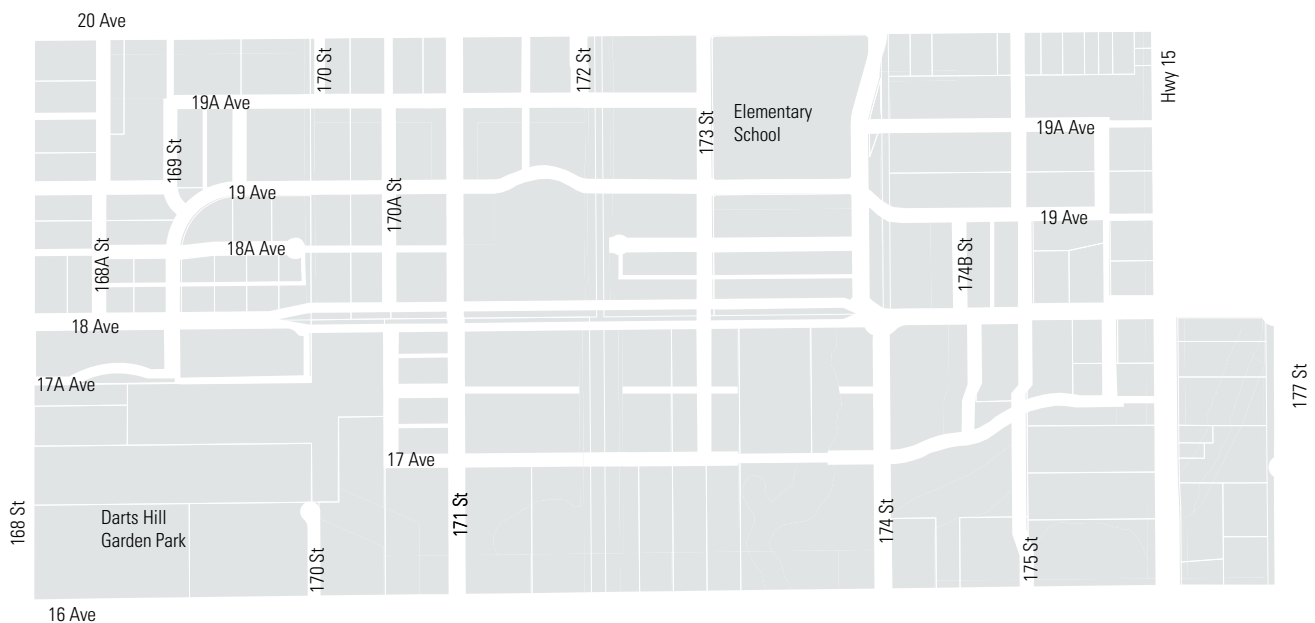 20 Ave
170 St
172 St
Hwy 15
19A Ave
Elementary
School
173 St
19A Ave
169 St
19 Ave
170A St
19 Ave
168A St
18A Ave
174B St
18 Ave
17A Ave
177 St
17 Ave
168 St
Darts Hill
Garden Park
171 St
174 St
170 St
175 St
16 Ave